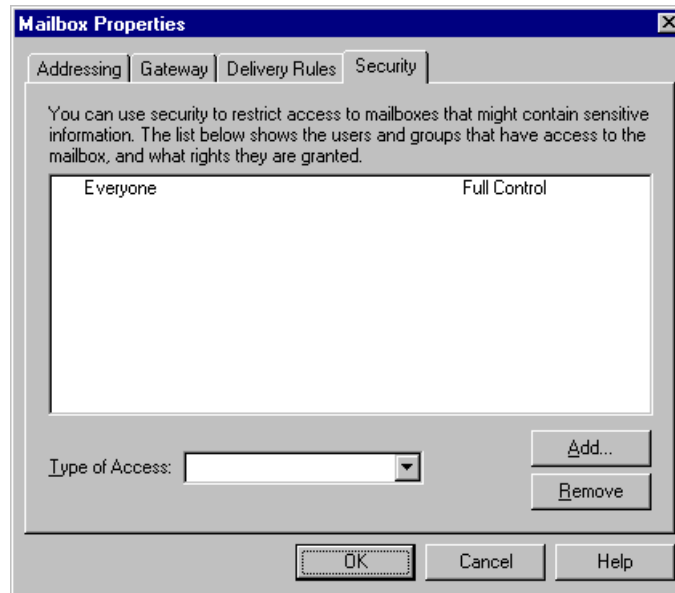 Mailbox Properties
Addressing Gateway Delivery Rules Security
You can use security to restrict access to mailboxes that might contain sensitive
information. The list below shows the users and groups that have access to the
mailbox, and what rights they are granted.
Everyone Full Control
Add...
Type of Access:
Remove
OK Cancel Help